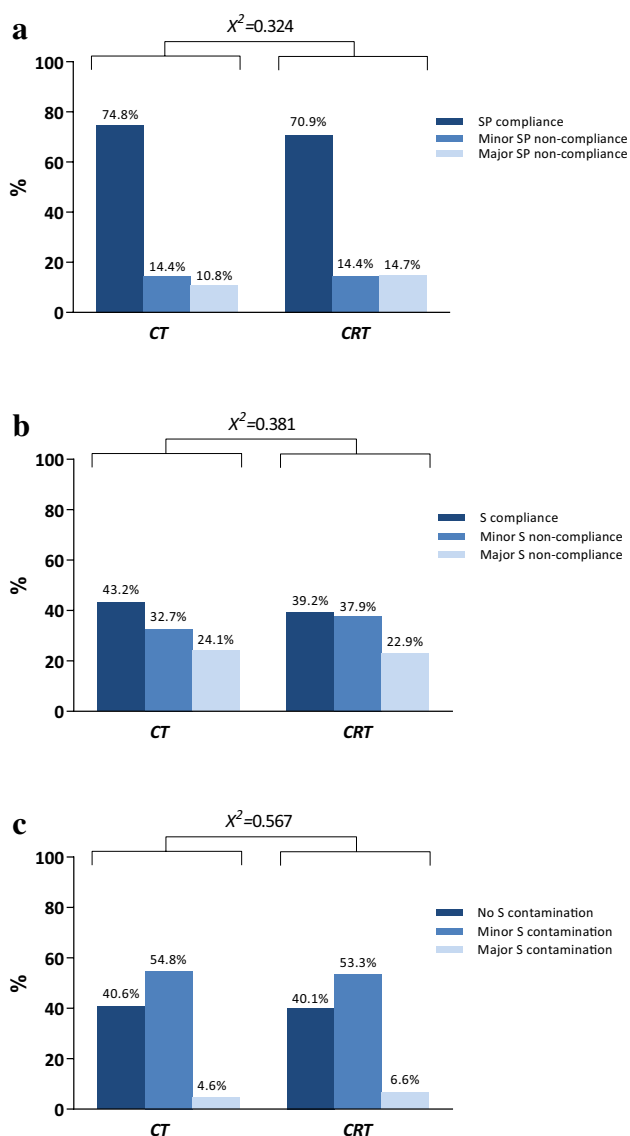 a
X²=0.324
100
80
60
40
20
0
%
74.8%
14.4%
10.8%
70.9%
14.4%
14.7%
CT
CRT
SP compliance
Minor SP non-compliance
Major SP non-compliance
b
X²=0.381
100
80
60
40
20
0
%
43.2%
32.7%
24.1%
39.2%
37.9%
22.9%
CT
CRT
S compliance
Minor S non-compliance
Major S non-compliance
c
X²=0.567
100
80
60
40
20
0
%
40.6%
54.8%
4.6%
40.1%
53.3%
6.6%
CT
CRT
No S contamination
Minor S contamination
Major S contamination